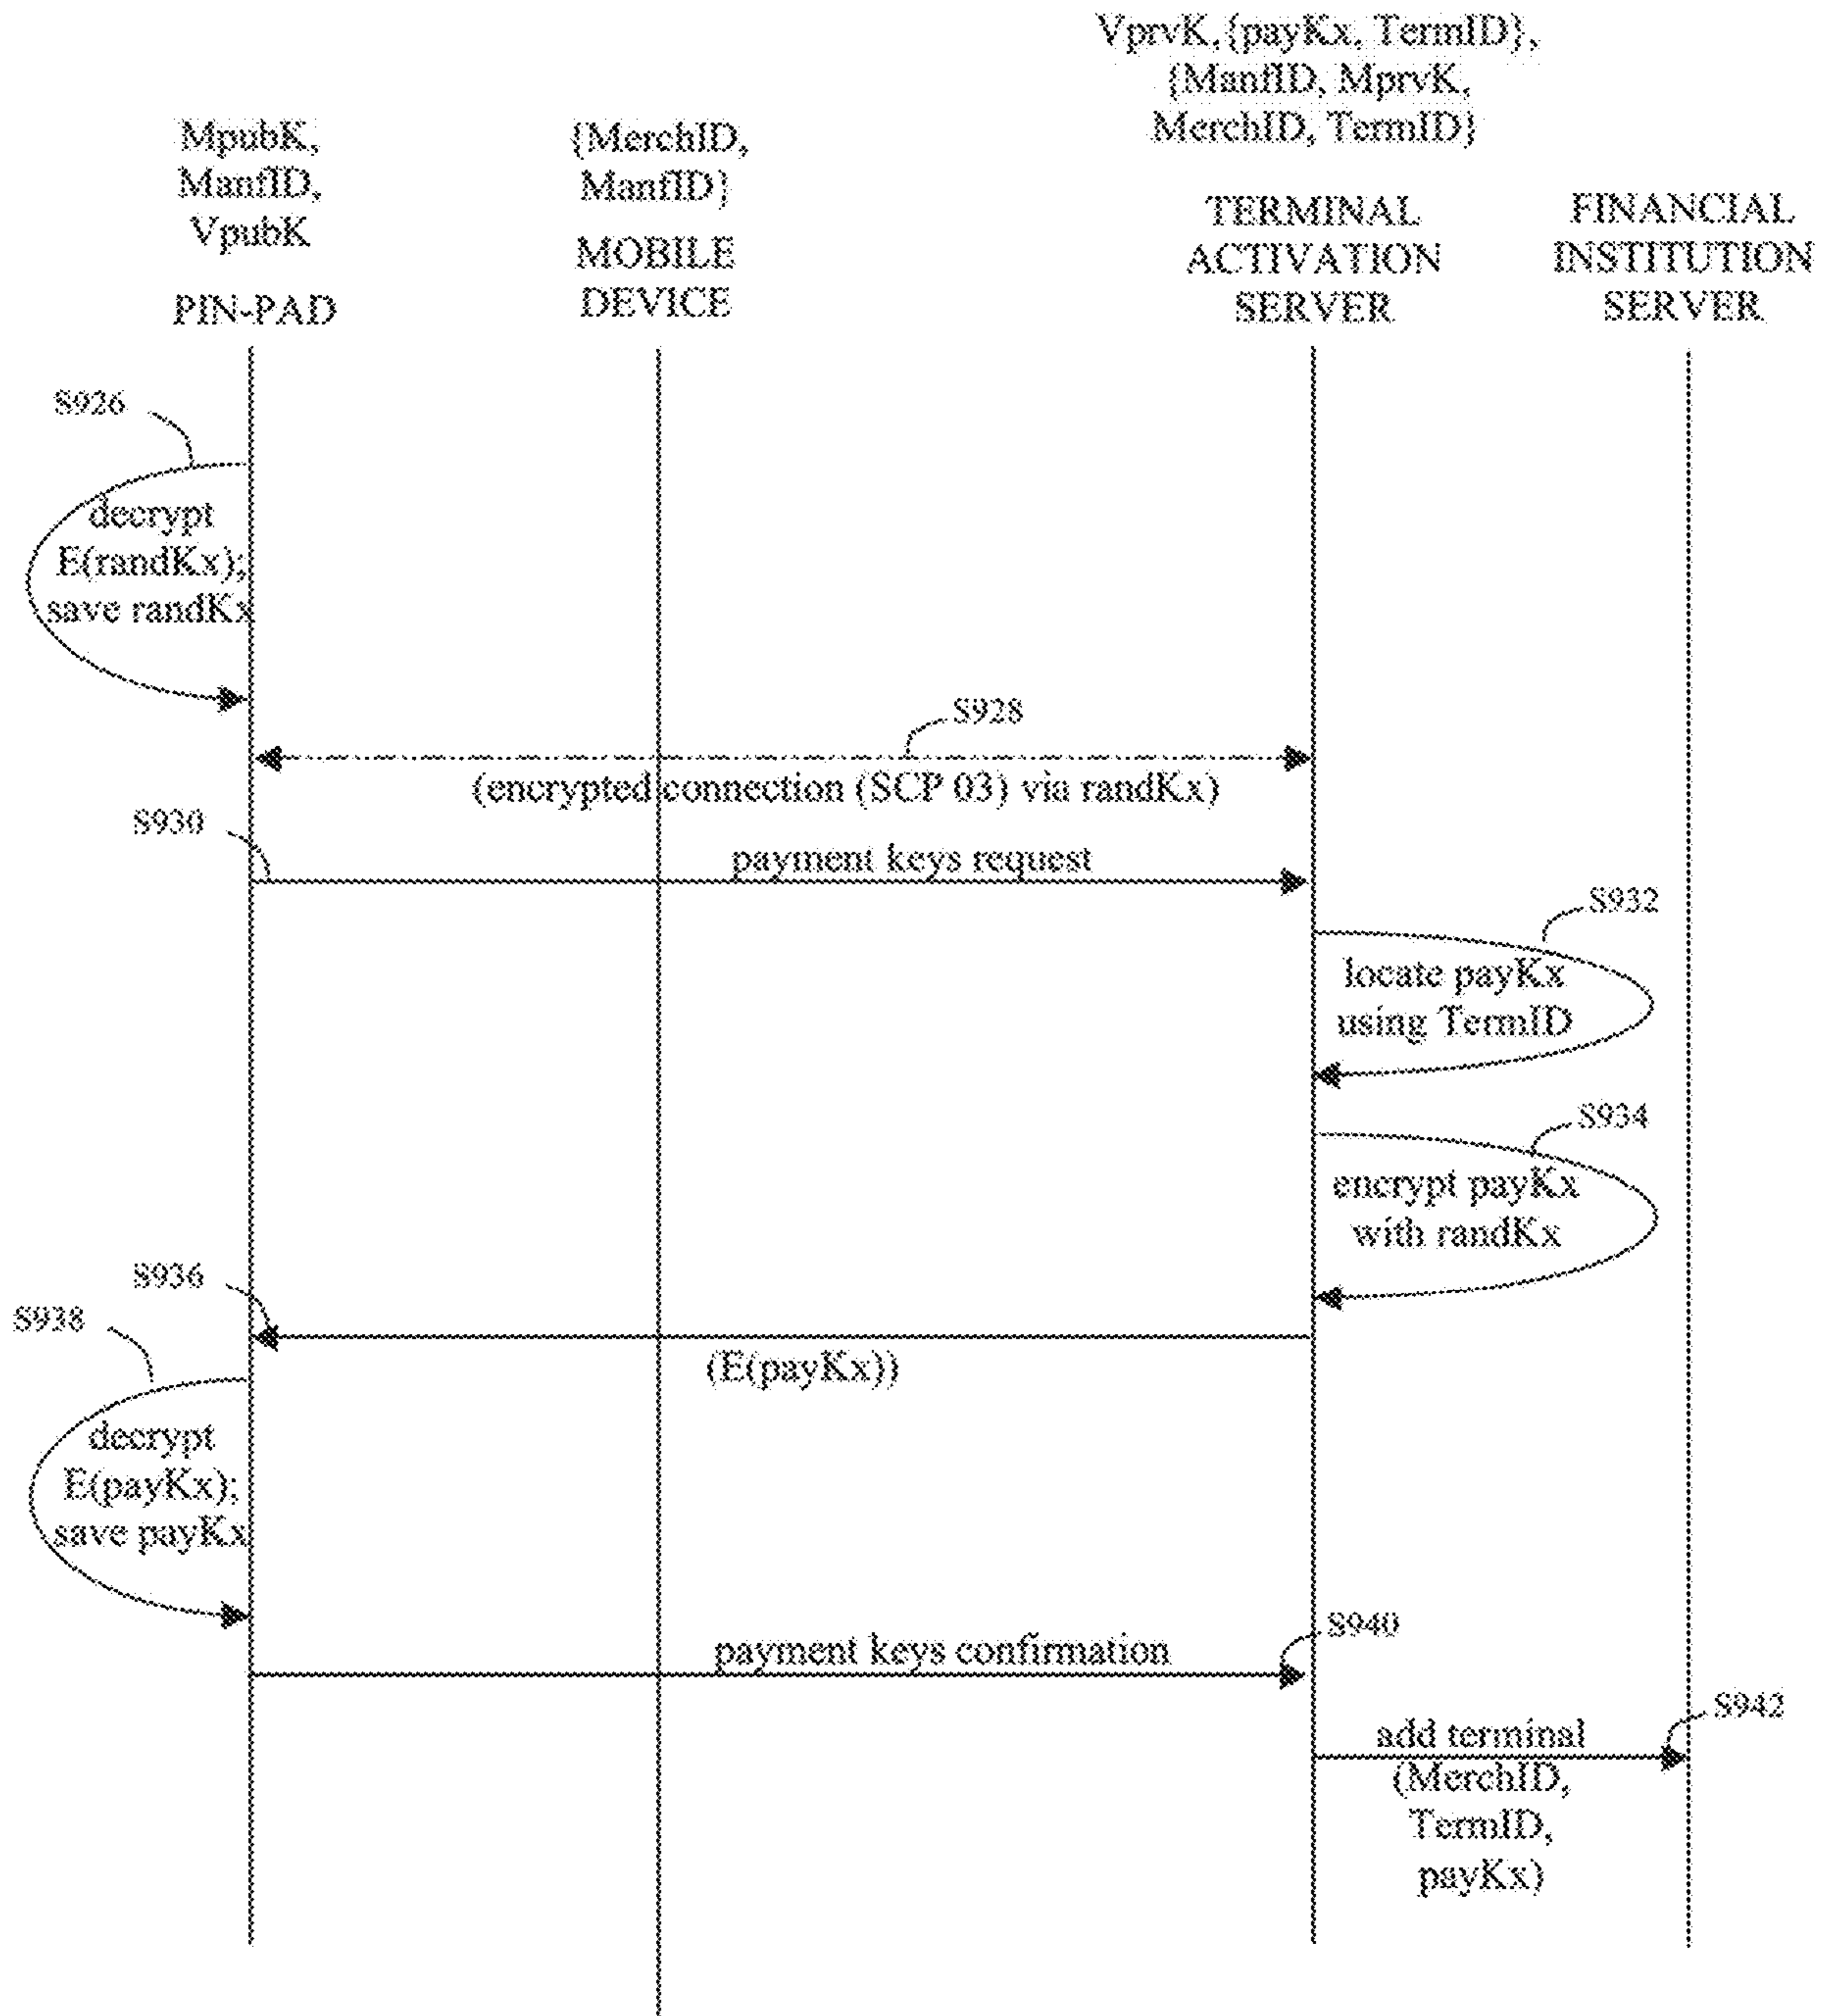 VprvK,{payKx, TermID},
{ManfID, MprvK,
MerchID, TermID}
MpubK,
ManfID,
VpubK
{MerchID,
ManfID}
PIN-PAD
MOBILE
DEVICE
TERMINAL
ACTIVATION
SERVER
FINANCIAL
INSTITUTION
SERVER
S926
decrypt
E(randKx);
save randKx
S928
(encrypted connection (SCP 03) via randKx)
S930
payment keys request
S932
locate payKx
using TermID
S934
encrypt payKx
with randKx
S936
(E(payKx))
S938
decrypt
E(payKx);
save payKx
S940
payment keys confirmation
S942
add terminal
(MerchID,
TermID,
payKx)